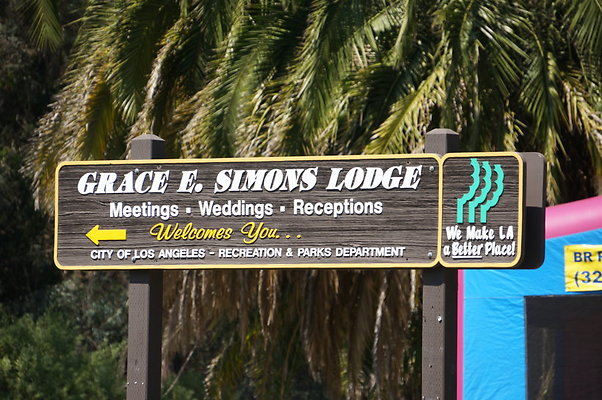 GRACE E. SIMONS LODGE
Meetings ▪ Weddings ▪ Receptions
Welcomes You...
CITY OF LOS ANGELES - RECREATION & PARKS DEPARTMENT
We Make LA
a Better Place!
BR
(32